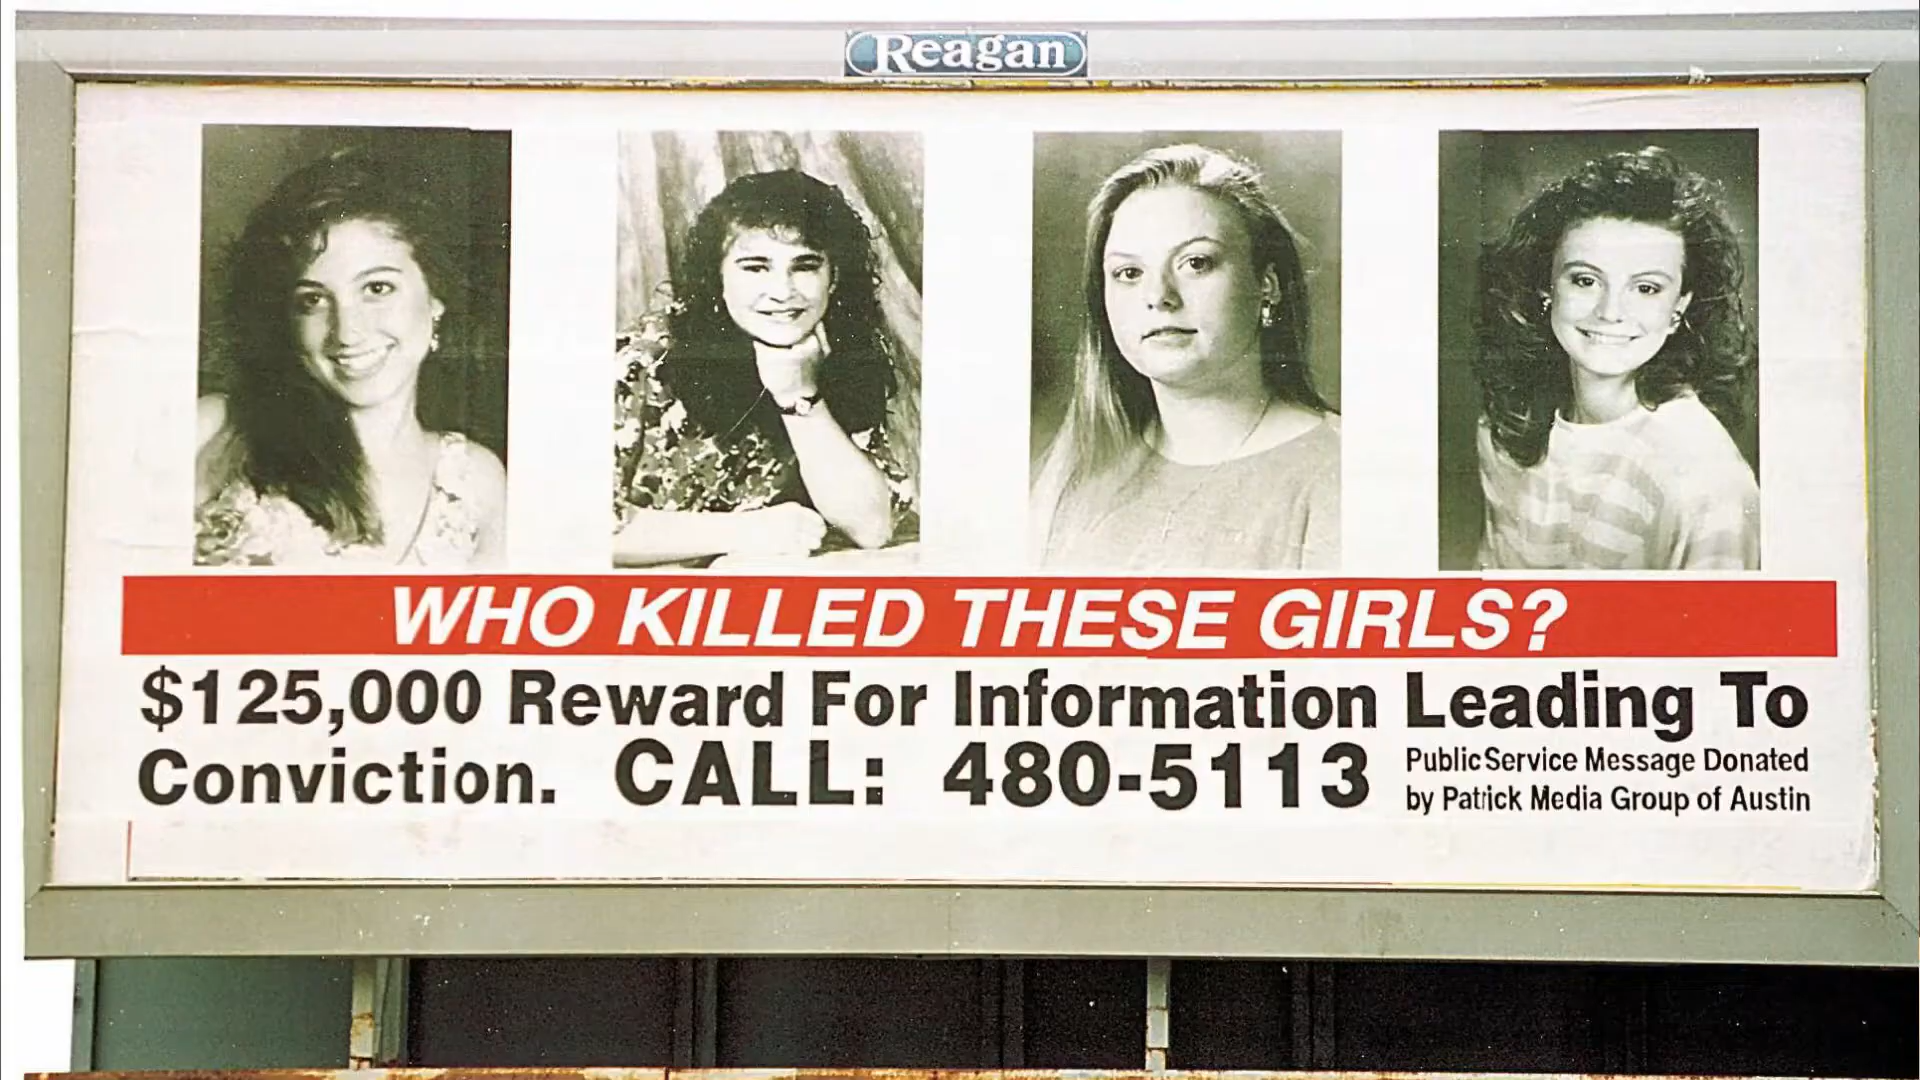 Reagan
WHO KILLED THESE GIRLS?
$125,000 Reward For Information Leading To
Conviction. CALL: 480-5113
Public Service Message Donated
by Patrick Media Group of Austin